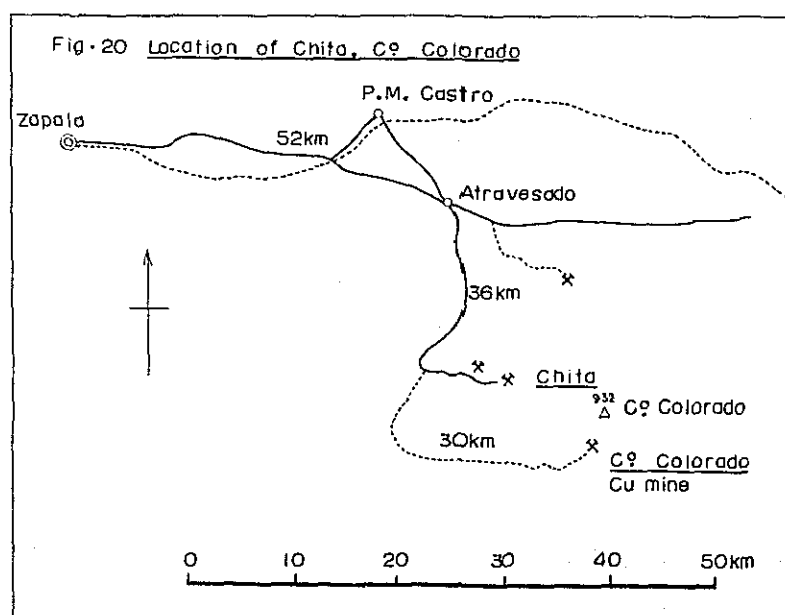 Fig. 20 Location of Chita, Cº Colorado
P.M. Castro
Zapala
52km
Atravesado
36km
Chita
932
Cº Colorado
30km
Cº Colorado
Cu mine
0 10 20 30 40 50km